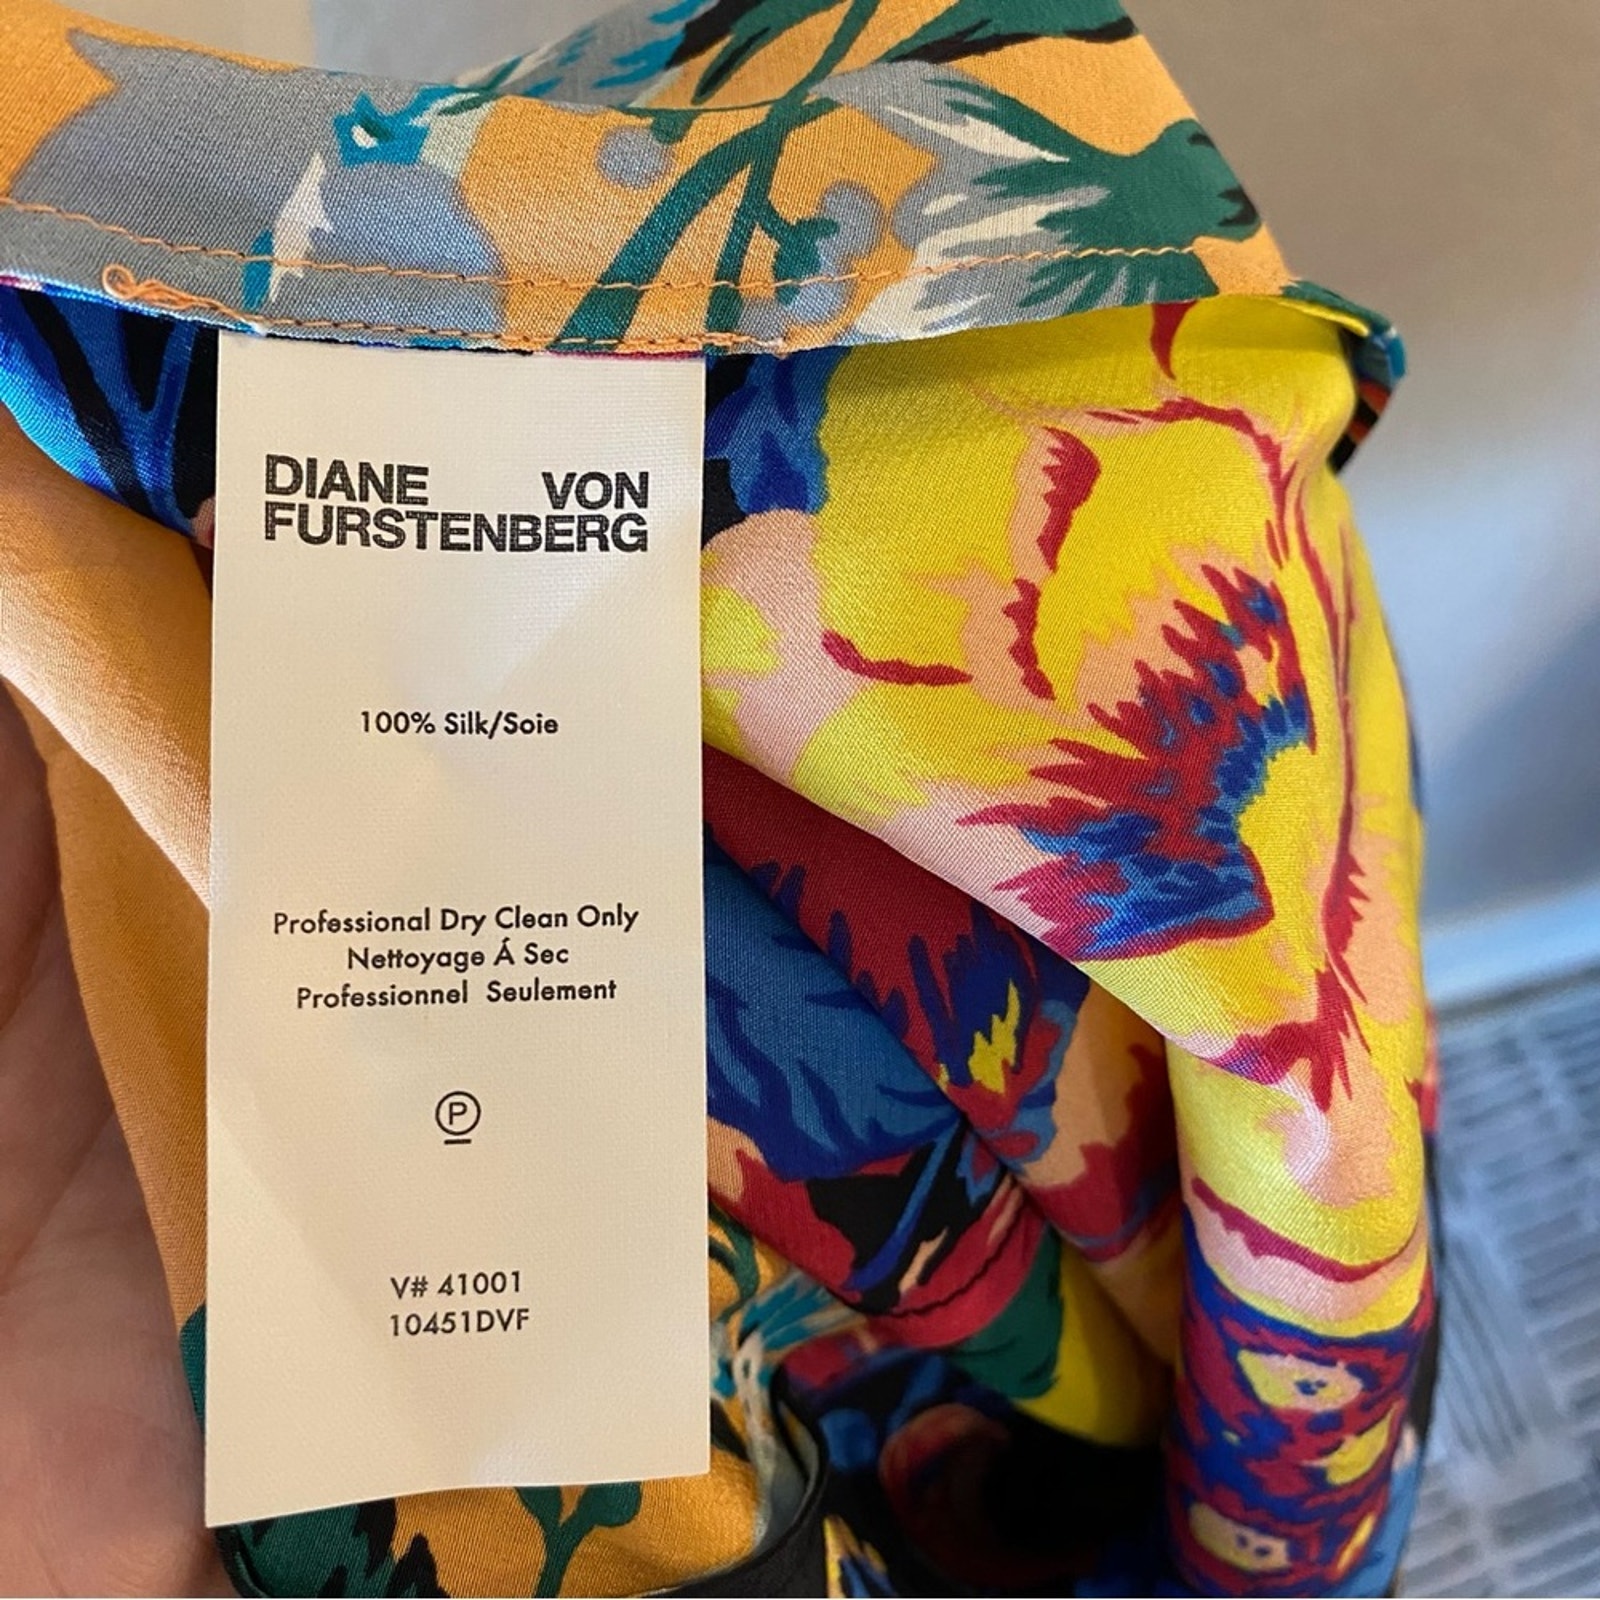 DIANE VON
FURSTENBERG
100% Silk/Soie
Professional Dry Clean Only
Nettoyage Á Sec
Professionnel Seulement
P
V# 41001
10451DVF